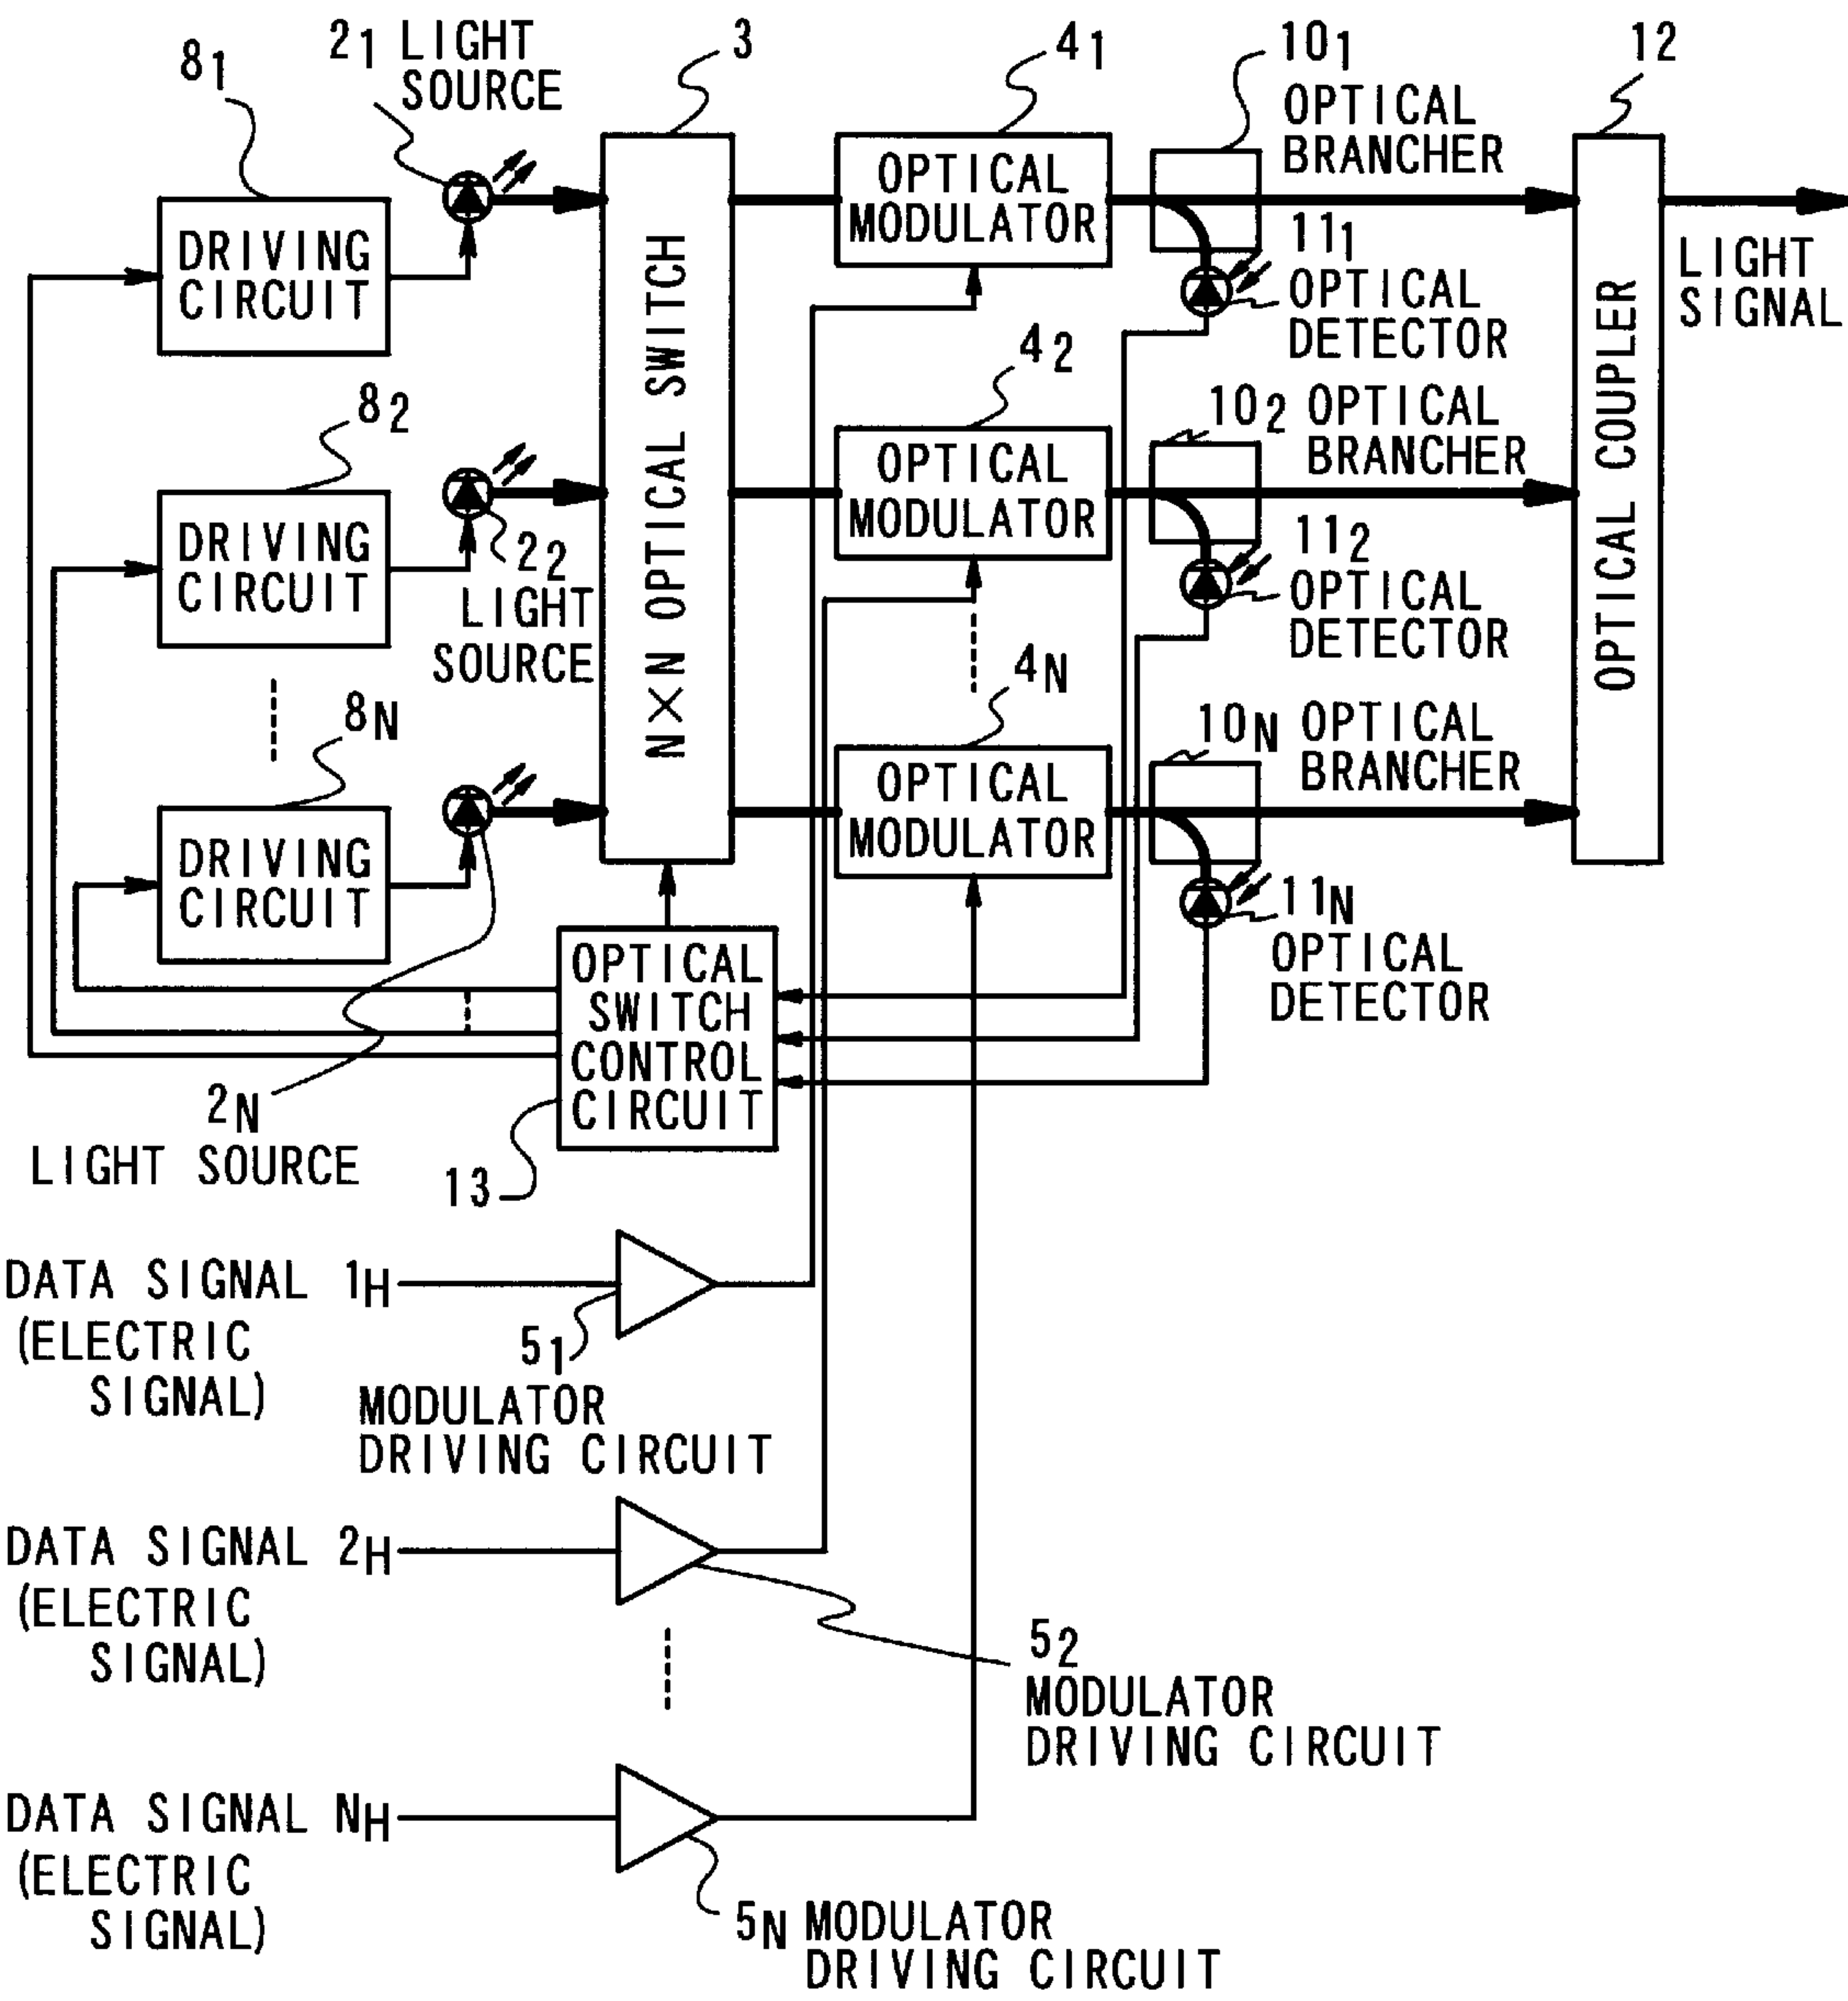 2₁ LIGHT
SOURCE
3
4₁
10₁
12
8₁
OPTICAL
BRANCHER
OPTICAL
MODULATOR
DRIVING
CIRCUIT
N×N OPTICAL SWITCH
11₁
OPTICAL
DETECTOR
OPTICAL COUPLER
LIGHT
SIGNAL
8₂
4₂
10₂ OPTICAL
BRANCHER
OPTICAL
MODULATOR
DRIVING
CIRCUIT
2₂
LIGHT
SOURCE
11₂
OPTICAL
DETECTOR
8N
4N
10N OPTICAL
BRANCHER
OPTICAL
MODULATOR
DRIVING
CIRCUIT
11N
OPTICAL
DETECTOR
OPTICAL
SWITCH
CONTROL
CIRCUIT
2N
LIGHT SOURCE
13
DATA SIGNAL 1H
(ELECTRIC
SIGNAL)
5₁
MODULATOR
DRIVING CIRCUIT
DATA SIGNAL 2H
(ELECTRIC
SIGNAL)
5₂
MODULATOR
DRIVING CIRCUIT
DATA SIGNAL NH
(ELECTRIC
SIGNAL)
5N MODULATOR
DRIVING CIRCUIT